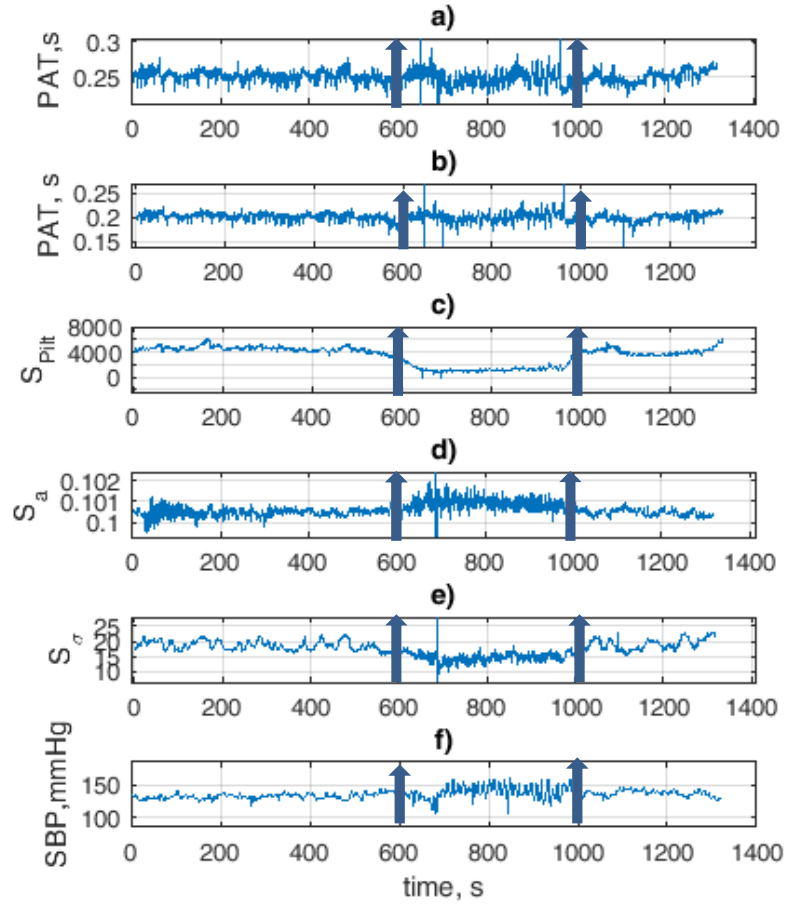 a)
PAT,s
0.3
0.25
0 200 400 600 800 1000 1200 1400
b)
PAT, s
0.25
0.2
0.15
0 200 400 600 800 1000 1200
c)
S_Pilt
8000
4000
0
0 200 400 600 800 1000 1200
d)
S_a
0.102
0.101
0.1
0 200 400 600 800 1000 1200 1400
e)
S_σ
25
20
15
10
0 200 400 600 800 1000 1200 1400
f)
SBP,mmHg
150
100
0 200 400 600 800 1000 1200 1400
time, s